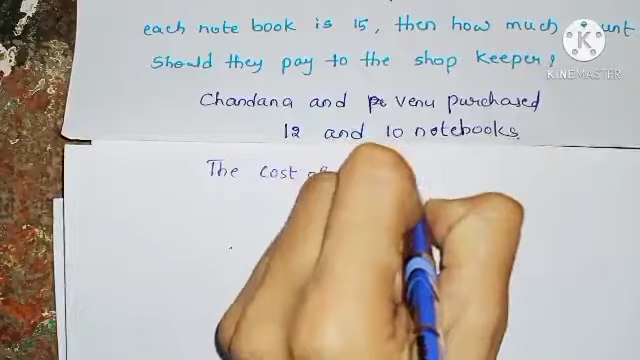 each note book is 15, then how much
should they pay to the shop keeper?
Chandana and venu purchased
12 and 10 notebooks.
The cost of
KINEMASTER